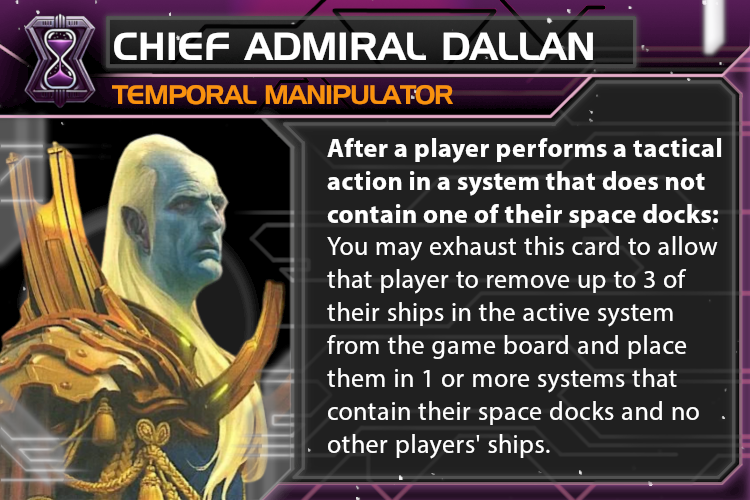 CHIEF ADMIRAL DALLAN
TEMPORAL MANIPULATOR
After a player performs a tactical
action in a system that does not
contain one of their space docks:
You may exhaust this card to allow
that player to remove up to 3 of
their ships in the active system
from the game board and place
them in 1 or more systems that
contain their space docks and no
other players' ships.